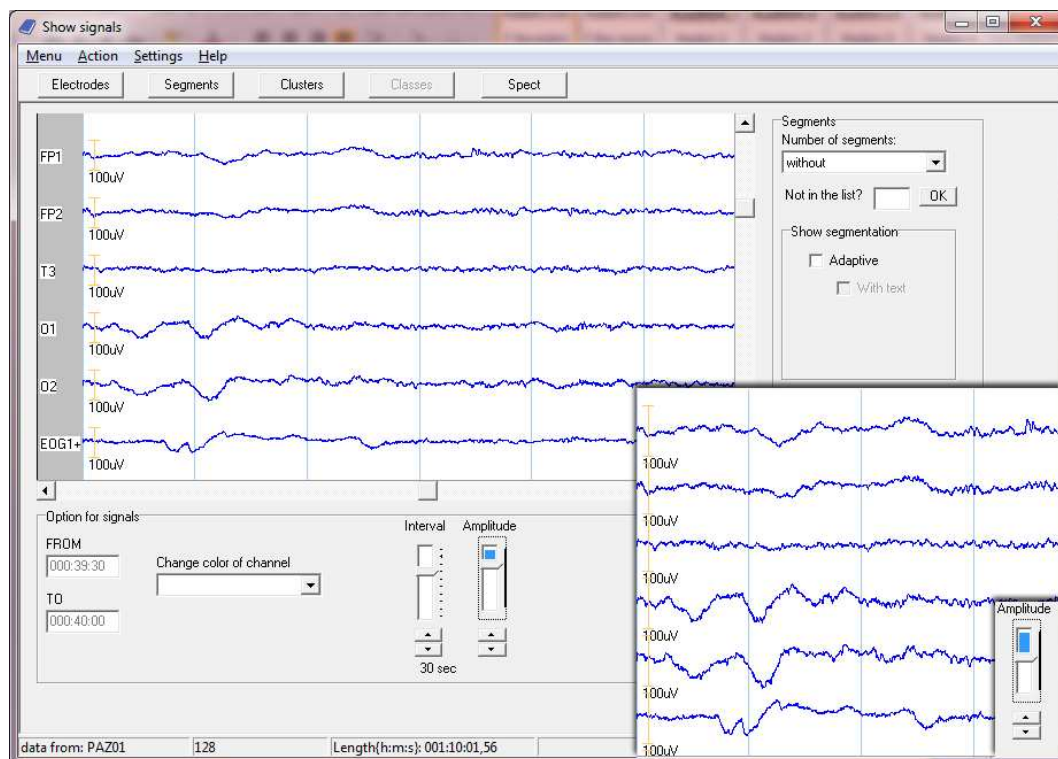 Show signals
Menu Action Settings Help
Electrodes Segments Clusters Classes Spect
FP1
100uV
FP2
100uV
T3
100uV
O1
100uV
O2
100uV
EOG1+
100uV
Segments
Number of segments:
without
Not in the list? OK
Show segmentation
Adaptive
With text
Option for signals
FROM
000:39:30
TO
000:40:00
Change color of channel
Interval Amplitude
30 sec
100uV
100uV
100uV
100uV
100uV
100uV
Amplitude
data from: PAZ01 128 Length(h:m:s): 001:10:01,56